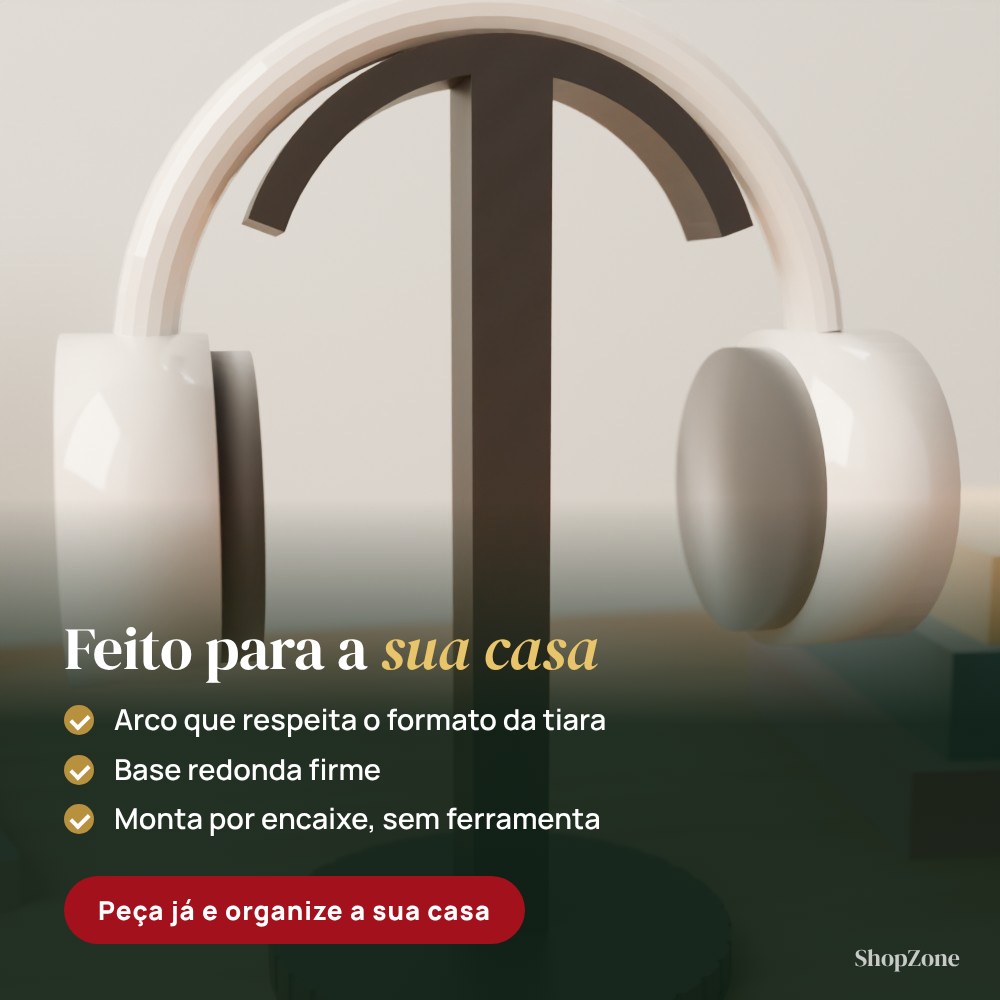 Feito para a sua casa
Arco que respeita o formato da tiara
Base redonda firme
Monta por encaixe, sem ferramenta
Peça já e organize a sua casa
ShopZone